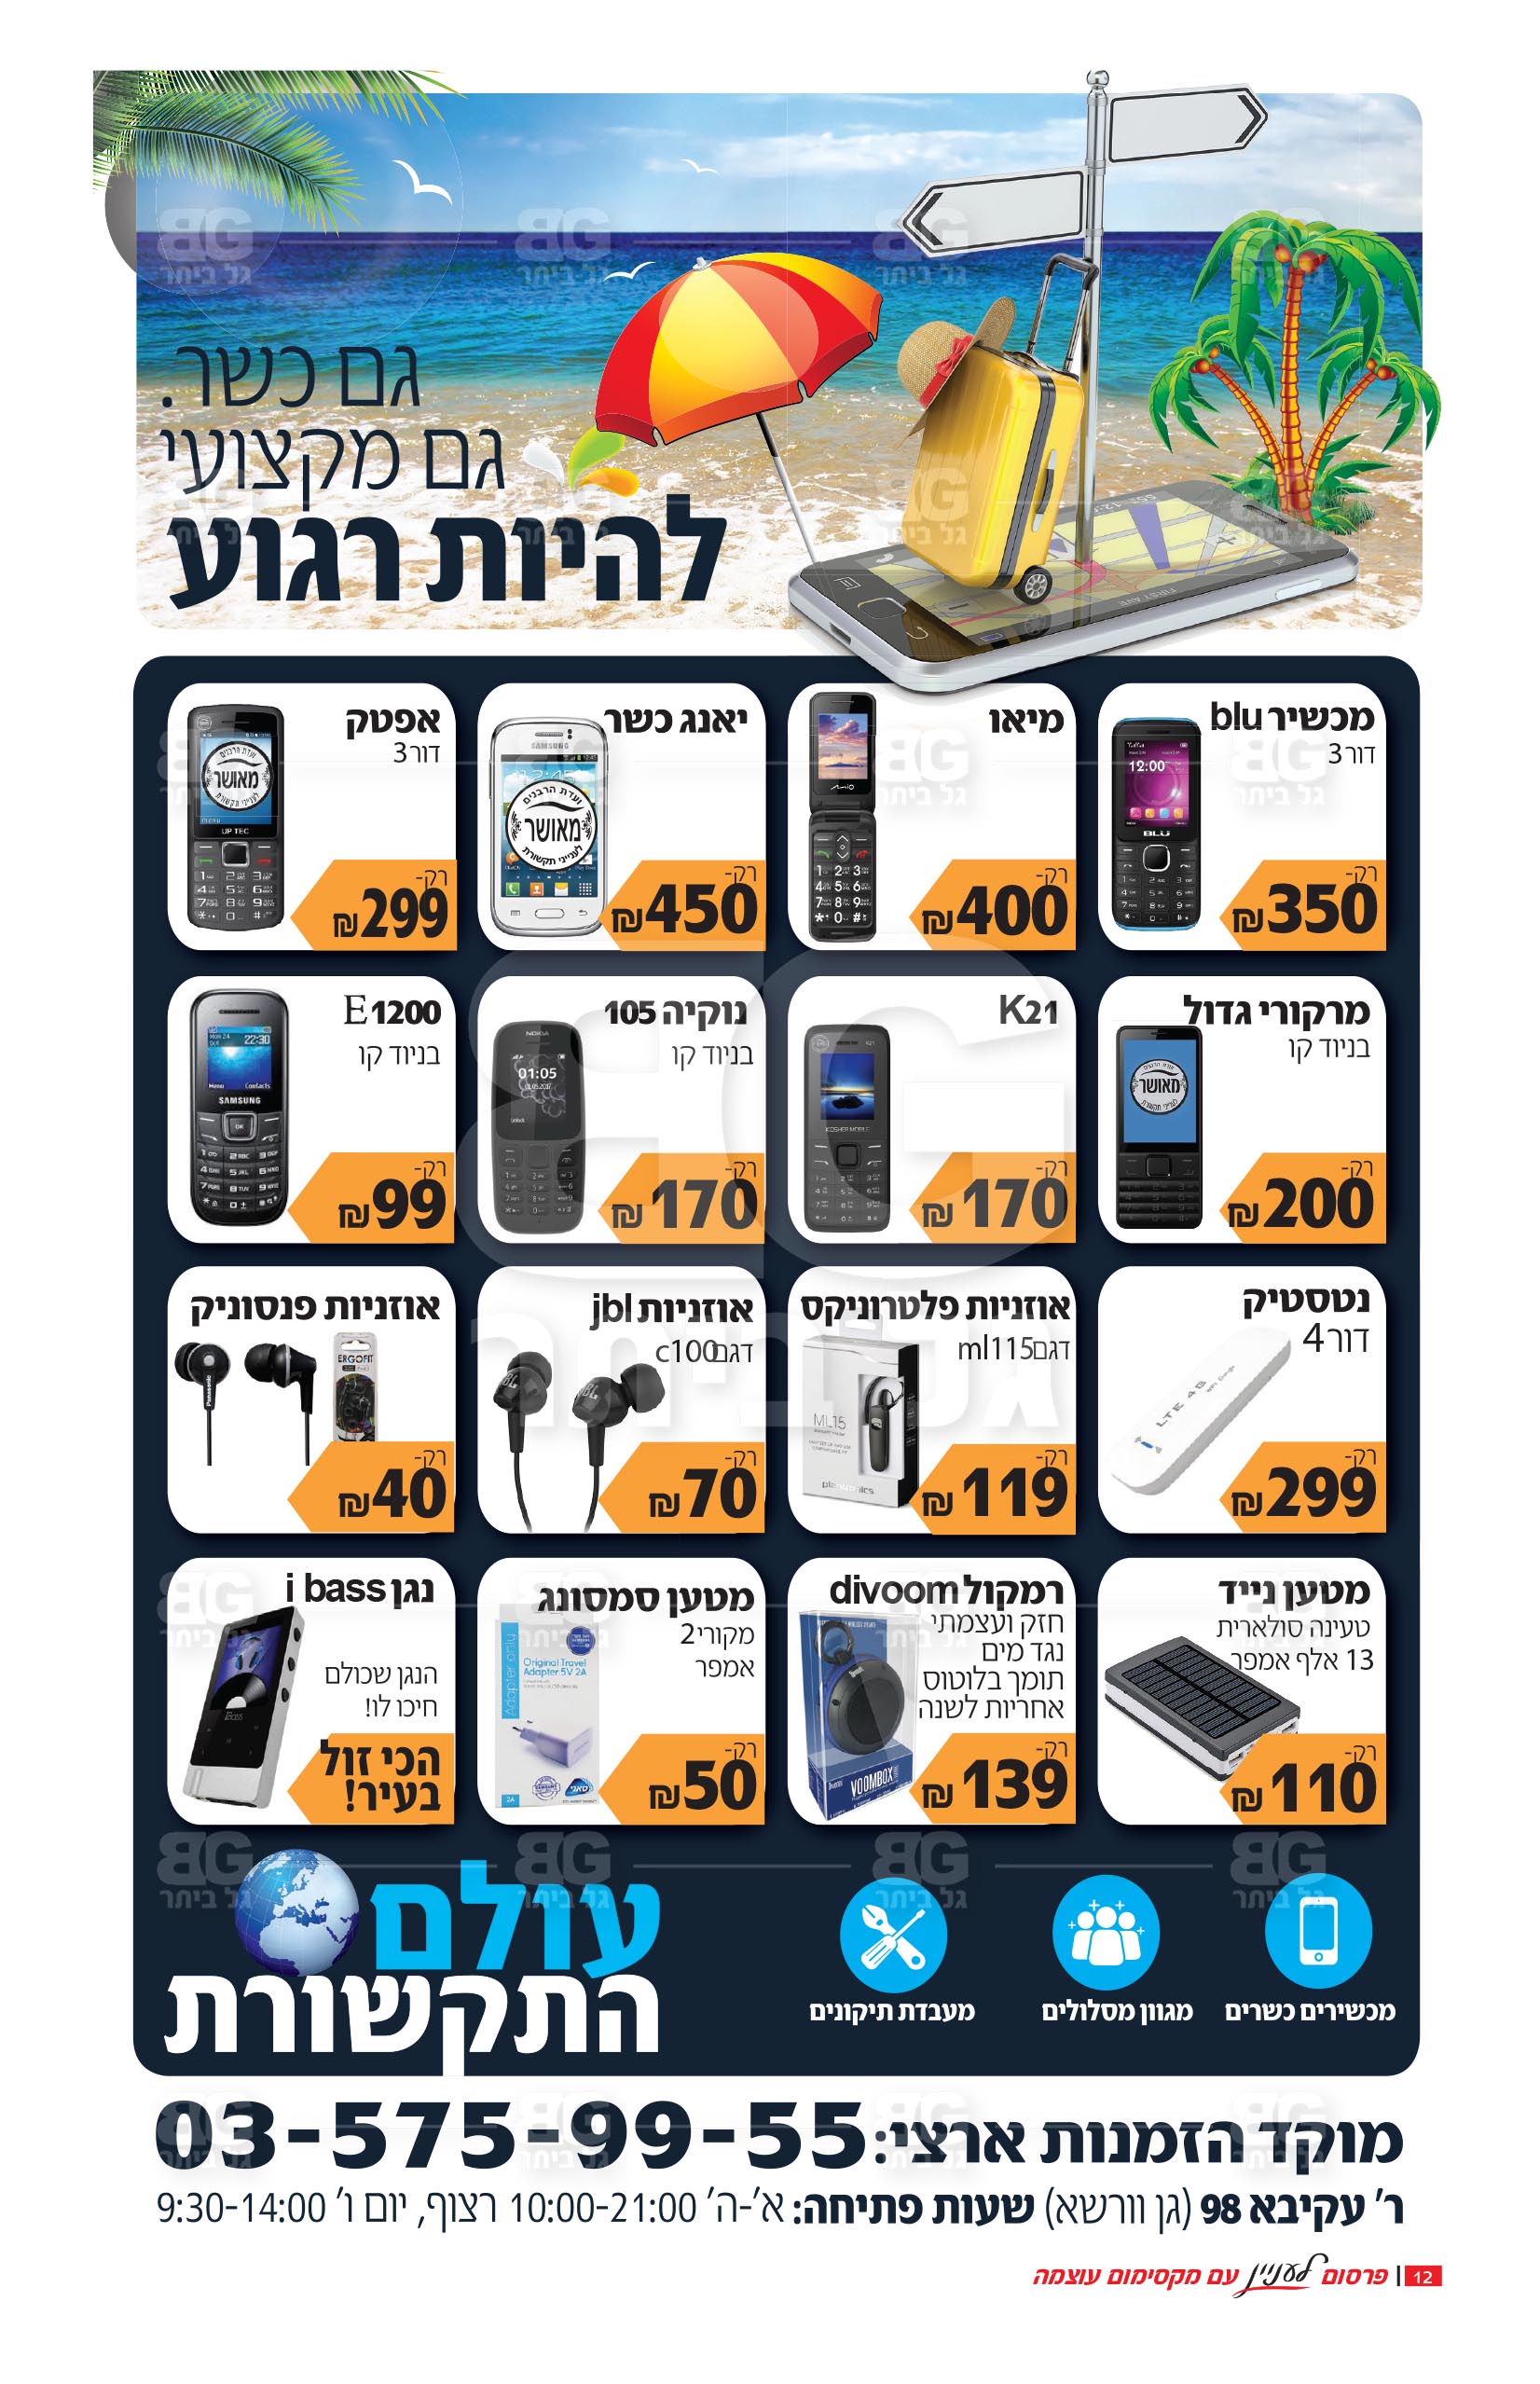 גם כשר.
גם מקצועי
להיות רגוע
מכשיר blu
דור 3
רק-
350₪
מיאו
רק-
400₪
יאנג כשר
רק-
450₪
אפטק
דור 3
רק-
299₪
מרקורי גדול
בניוד קו
רק-
200₪
K21
רק-
170₪
נוקיה 105
בניוד קו
רק-
170₪
E1200
בניוד קו
רק-
99₪
נטסטיק
דור 4
רק-
299₪
אוזניות פלטרוניקס
דגם ml115
רק-
119₪
אוזניות jbl
דגם c100
רק-
70₪
אוזניות פנסוניק
רק-
40₪
מטען נייד
טעינה סולארית
13 אלף אמפר
רק-
110₪
רמקול divoom
חזק ועצמתי
נגד מים
תומך בלוטוס
אחריות לשנה
רק-
139₪
מטען סמסונג
מקורי 2
אמפר
רק-
50₪
נגן i bass
הנגן שכולם
חיכו לו!
הכי זול
בעיר!
מכשירים כשרים
מגוון מסלולים
מעבדת תיקונים
עולם
התקשורת
מוקד הזמנות ארצי: 03-575-99-55
ר' עקיבא 98 (גן וורשא) שעות פתיחה: א'-ה' 10:00-21:00 רצוף, יום ו' 9:30-14:00
12 | פרסום לעניין עם מקסימום עוצמה
BG
גל ביתר